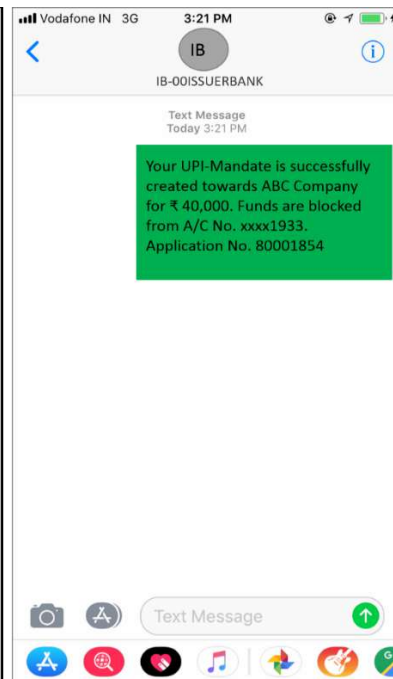 Vodafone IN 3G 3:21 PM
IB
IB-00ISSUERBANK
Text Message
Today 3:21 PM
Your UPI-Mandate is successfully
created towards ABC Company
for ₹ 40,000. Funds are blocked
from A/C No. xxxx1933.
Application No. 80001854
Text Message